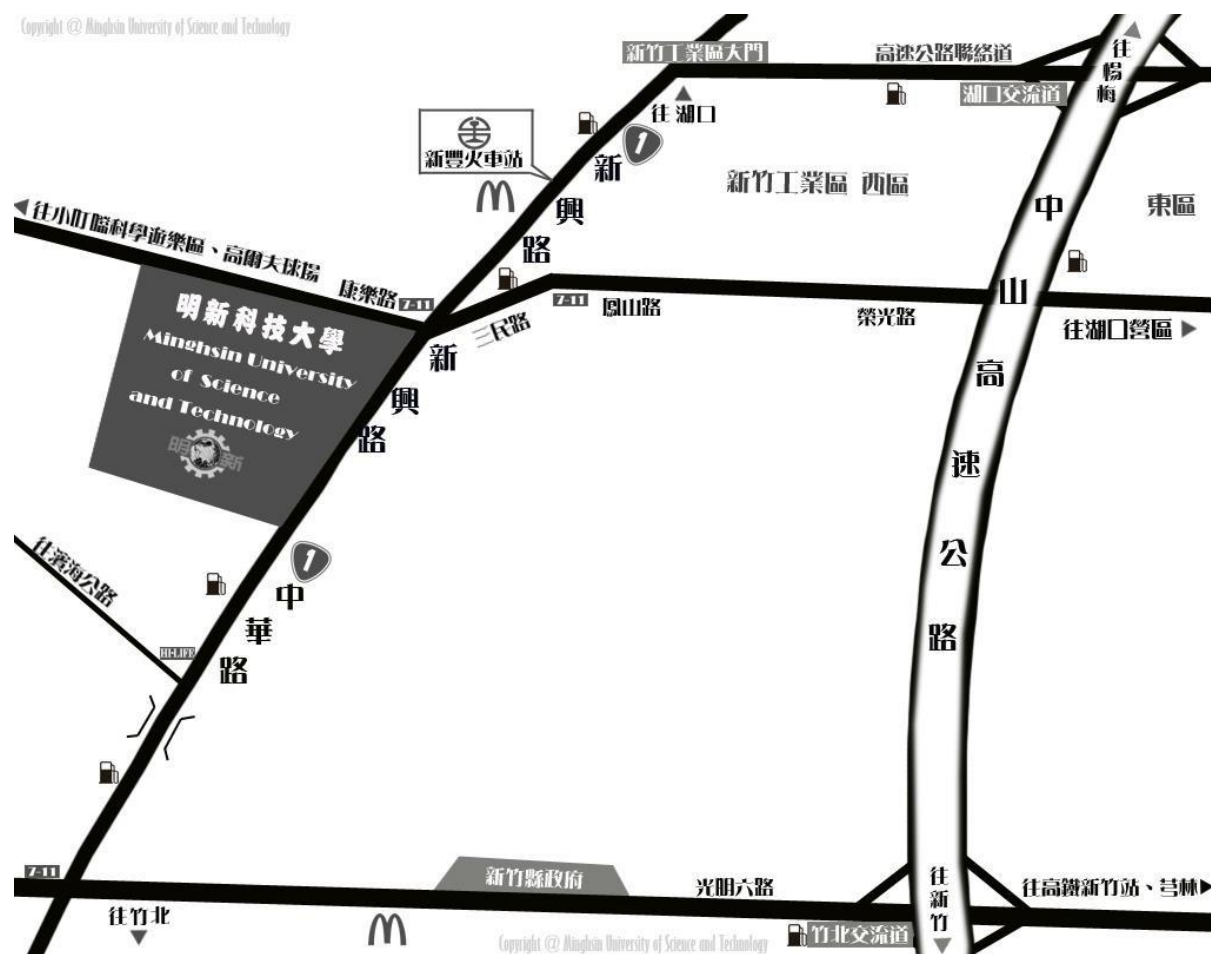 Copyright @ Minghsin University of Science and Technology
新竹工業區大門
高速公路聯絡道
往楊梅
湖口交流道
往湖口
1
新豐火車站
新興路
新竹工業區 西區
東區
往小叮噹科學遊樂區、高爾夫球場
康樂路
7-11
7-11
三民路
鳳山路
榮光路
往湖口營區
中山高速公路
明新科技大學
Minghsin University
of Science
and Technology
明新
新興路
1
中華路
往濱海公路
HI-LIFE
7-11
新竹縣政府
光明六路
往新竹
往高鐵新竹站、芎林
往竹北
竹北交流道
Copyright @ Minghsin University of Science and Technology